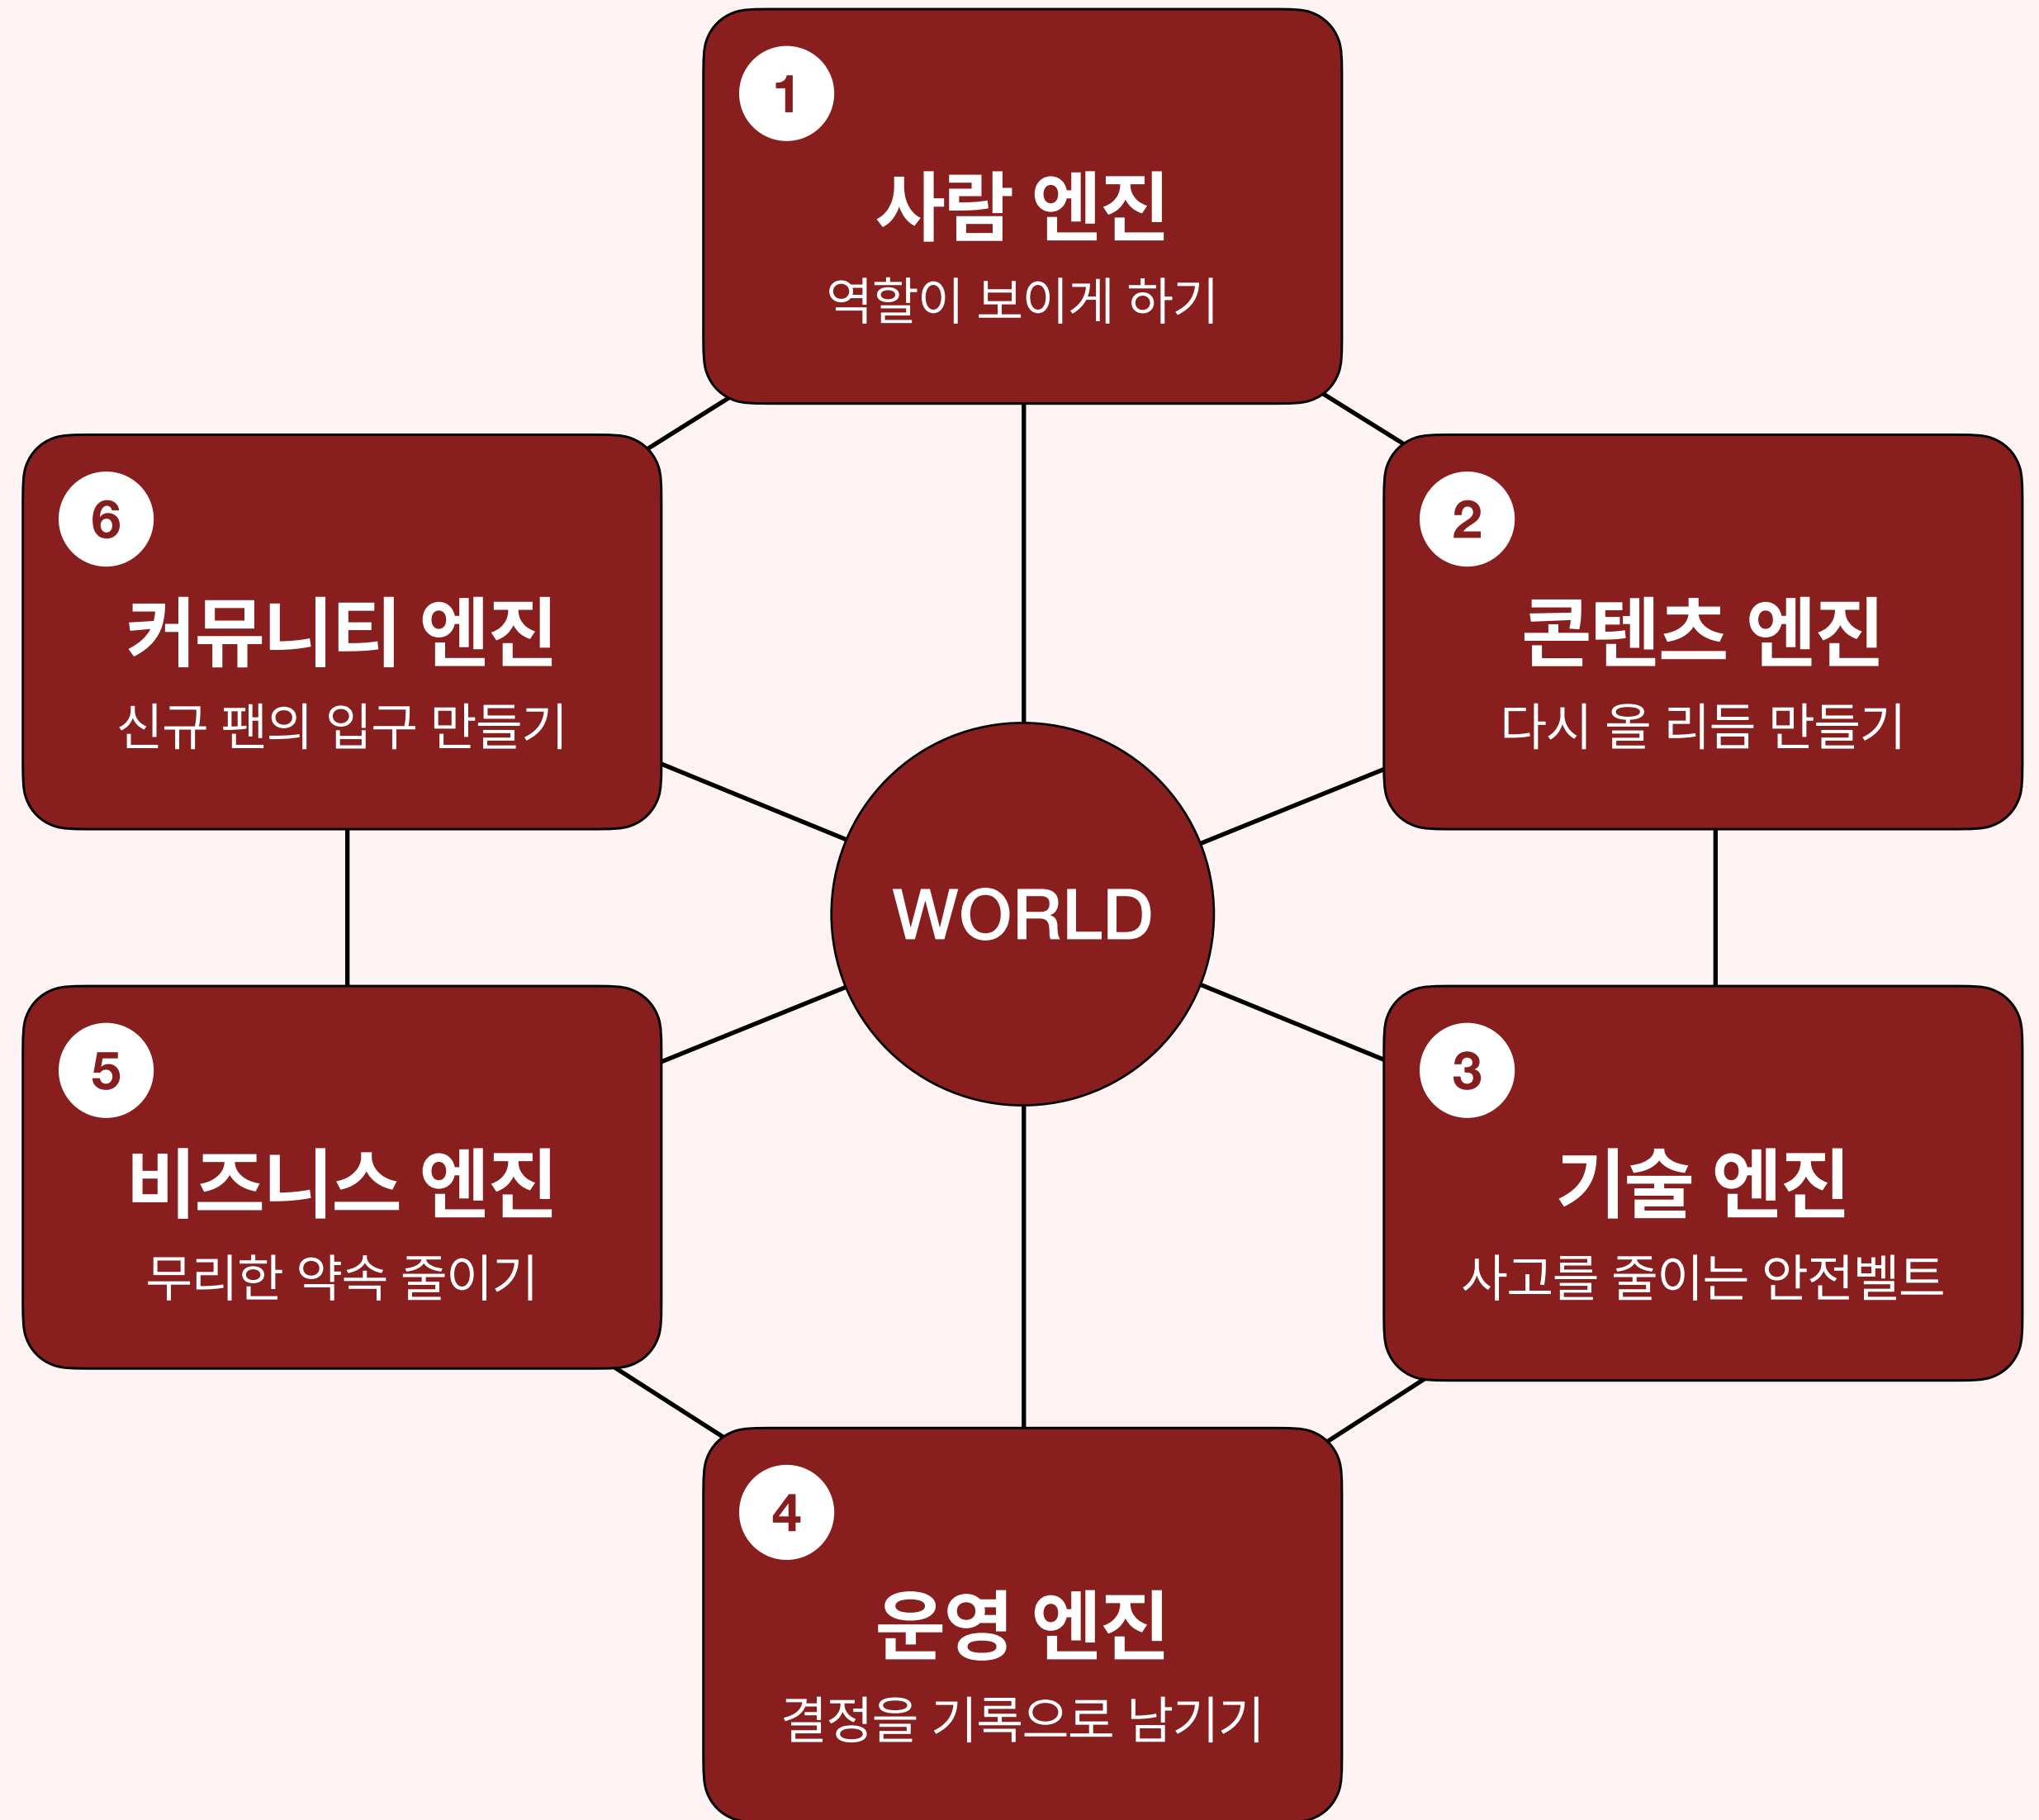 1
사람 엔진
역할이 보이게 하기
6
커뮤니티 엔진
신규 팬의 입구 만들기
2
콘텐츠 엔진
다시 올 리듬 만들기
WORLD
5
비즈니스 엔진
무리한 약속 줄이기
3
기술 엔진
사고를 줄이는 안전벨트
4
운영 엔진
결정을 기록으로 남기기